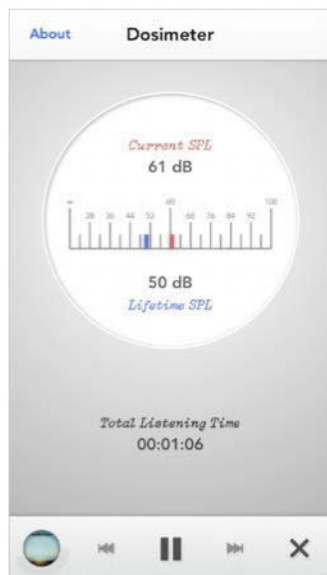 About Dosimeter
Current SPL
61 dB
∞ 60 100
28 36 44 52 68 76 84 92
50 dB
Lifetime SPL
Total Listening Time
00:01:06